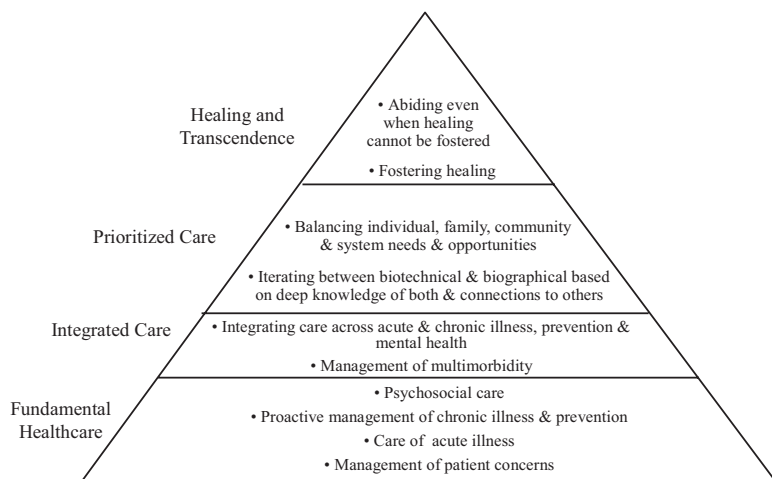 Healing and
Transcendence
• Abiding even
when healing
cannot be fostered
• Fostering healing
Prioritized Care
• Balancing individual, family, community
& system needs & opportunities
• Iterating between biotechnical & biographical based
on deep knowledge of both & connections to others
Integrated Care
• Integrating care across acute & chronic illness, prevention &
mental health
• Management of multimorbidity
Fundamental
Healthcare
• Psychosocial care
• Proactive management of chronic illness & prevention
• Care of acute illness
• Management of patient concerns